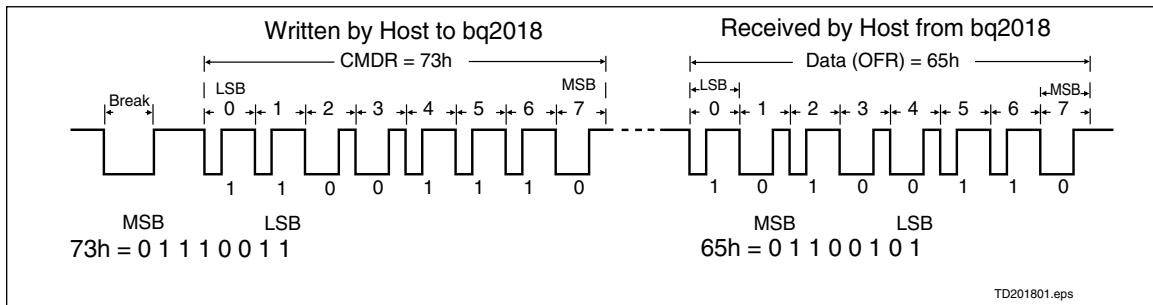 Written by Host to bq2018
CMDR = 73h
Break
LSB
MSB
0 1 2 3 4 5 6 7
1 1 0 0 1 1 1 0
MSB LSB
73h = 0 1 1 1 0 0 1 1
Received by Host from bq2018
Data (OFR) = 65h
LSB
MSB
0 1 2 3 4 5 6 7
1 0 1 0 0 1 1 0
MSB LSB
65h = 0 1 1 0 0 1 0 1
TD201801.eps